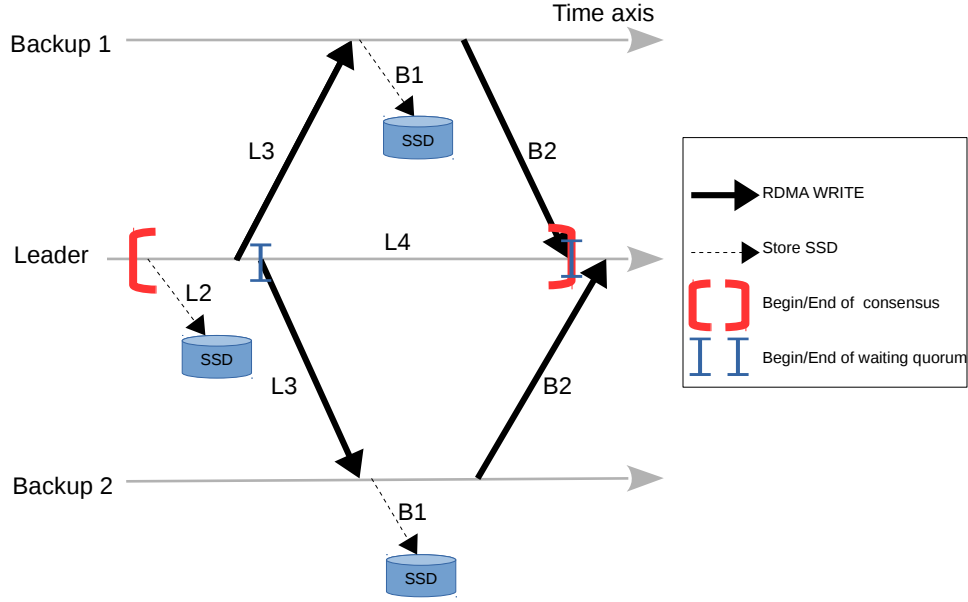 Time axis
Backup 1
B1
SSD
L3
B2
RDMA WRITE
L4
Leader
Store SSD
L2
Begin/End of consensus
SSD
Begin/End of waiting quorum
L3
B2
Backup 2
B1
SSD